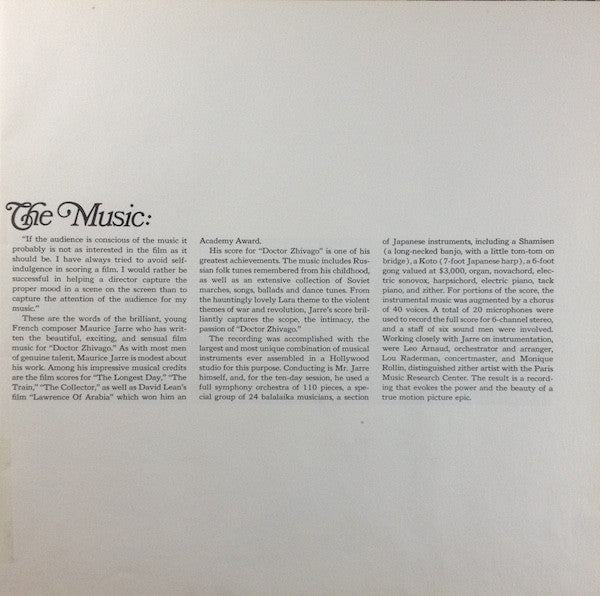 The Music:
"If the audience is conscious of the music it
probably is not as interested in the film as it
should be. I have always tried to avoid self-
indulgence in scoring a film. I would rather be
successful in helping a director capture the
proper mood in a scene on the screen than to
capture the attention of the audience for my
music."
These are the words of the brilliant, young
French composer Maurice Jarre who has writ-
ten the beautiful, exciting, and sensual film
music for "Doctor Zhivago." As with most men
of genuine talent, Maurice Jarre is modest about
his work. Among his impressive musical credits
are the film scores for "The Longest Day," "The
Train," "The Collector," as well as David Lean's
film "Lawrence Of Arabia" which won him an
Academy Award.
His score for "Doctor Zhivago" is one of his
greatest achievements. The music includes Rus-
sian folk tunes remembered from his childhood,
as well as an extensive collection of Soviet
marches, songs, ballads and dance tunes. From
the hauntingly lovely Lara theme to the violent
themes of war and revolution, Jarre's score bril-
liantly captures the scope, the intimacy, the
passion of "Doctor Zhivago."
The recording was accomplished with the
largest and most unique combination of musical
instruments ever assembled in a Hollywood
studio for this purpose. Conducting is Mr. Jarre
himself, and, for the ten-day session, he used a
full symphony orchestra of 110 pieces, a spe-
cial group of 24 balalaika musicians, a section
of Japanese instruments, including a Shamisen
(a long-necked banjo, with a little tom-tom on
bridge), a Koto (7-foot Japanese harp), a 6-foot
gong valued at $3,000, organ, novachord, elec-
tric sonovox, harpsichord, electric piano, tack
piano, and zither. For portions of the score, the
instrumental music was augmented by a chorus
of 40 voices. A total of 20 microphones were
used to record the full score for 6-channel stereo,
and a staff of six sound men were involved.
Working closely with Jarre on instrumentation,
were Leo Arnaud, orchestrator and arranger,
Lou Raderman, concertmaster, and Monique
Rollin, distinguished zither artist with the Paris
Music Research Center. The result is a record-
ing that evokes the power and the beauty of a
true motion picture epic.